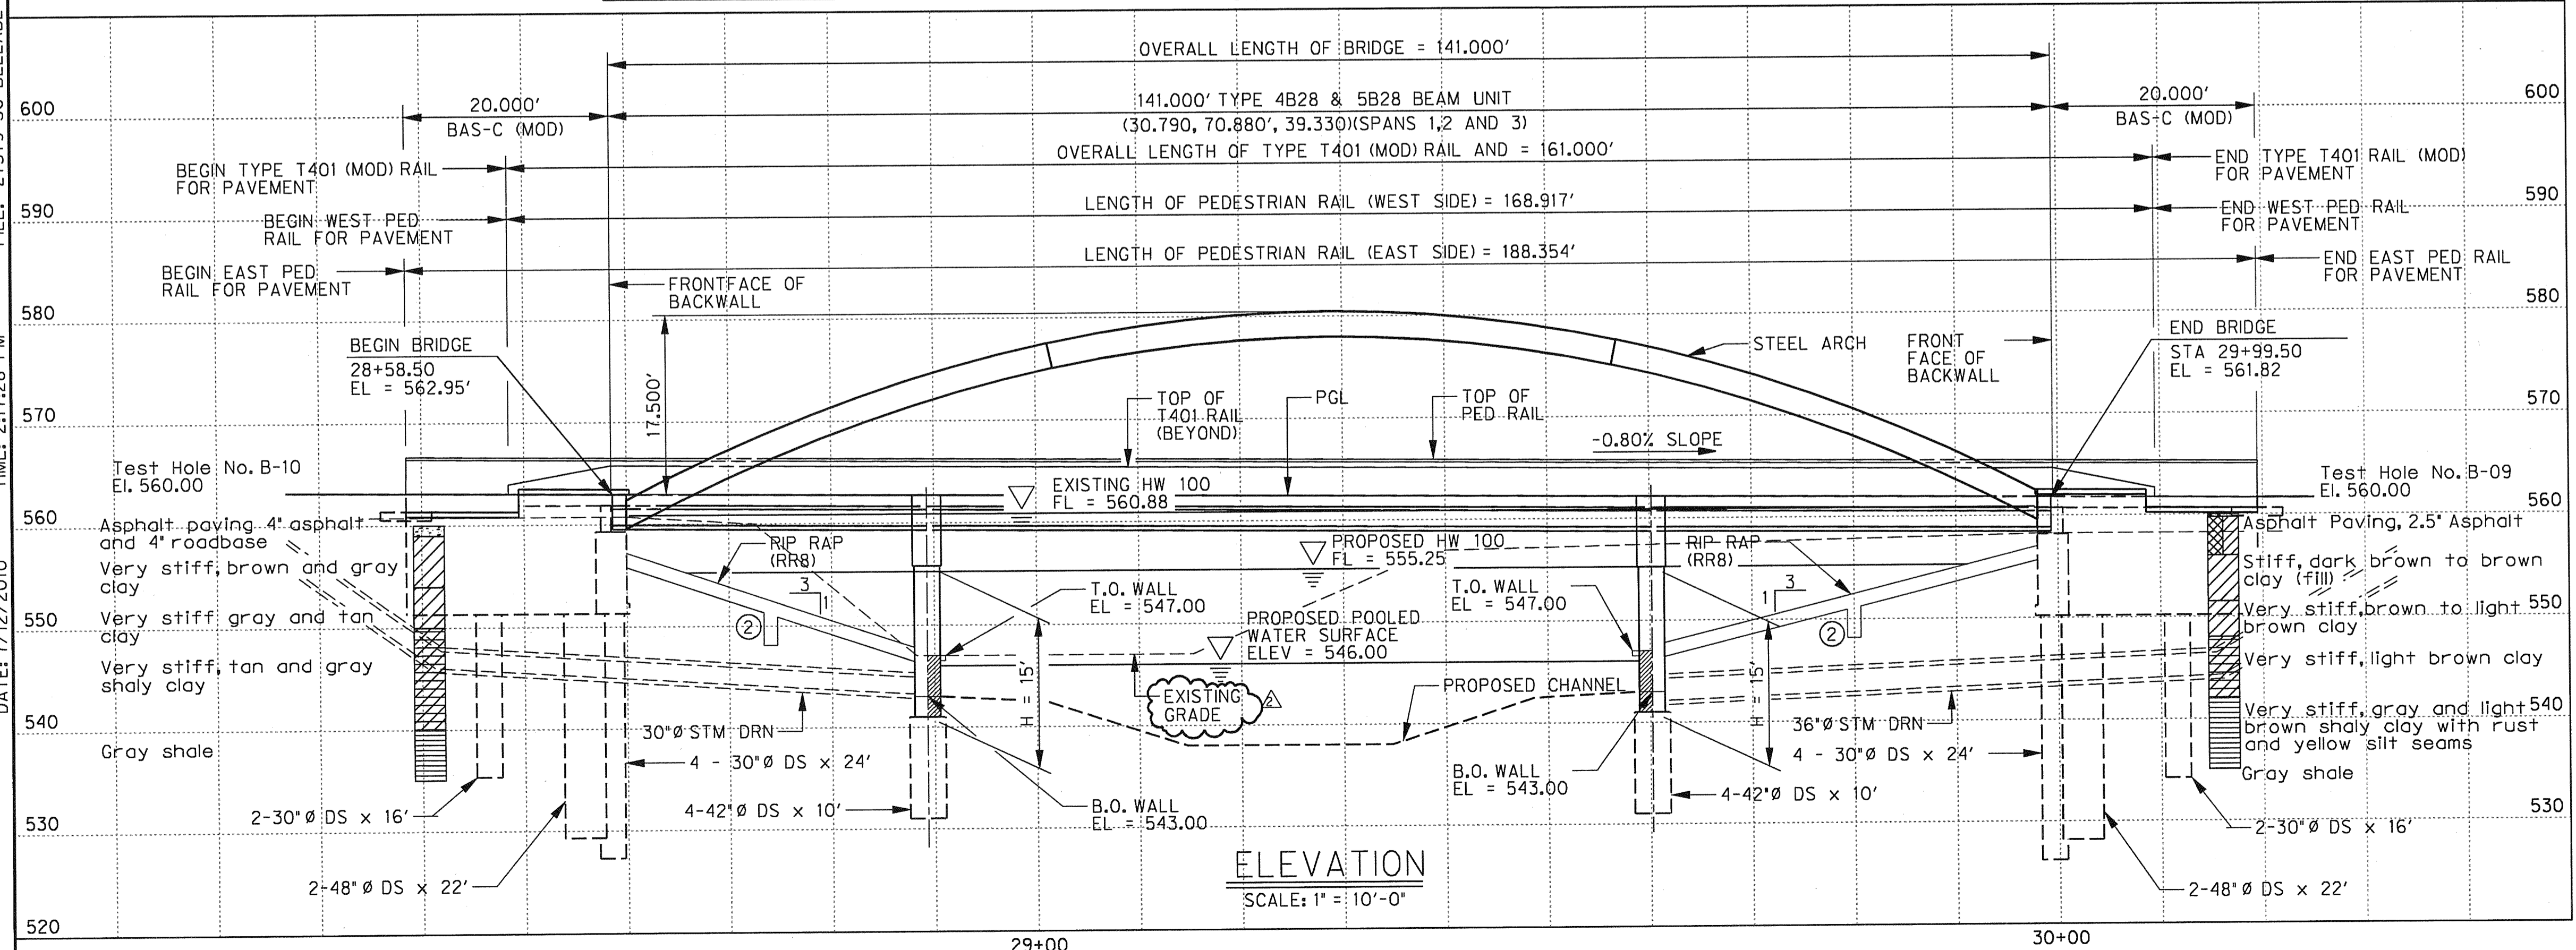 OVERALL LENGTH OF BRIDGE = 141.000'
600
20.000'
BAS-C (MOD)
141.000' TYPE 4B28 & 5B28 BEAM UNIT
(30.790, 70.880', 39.330)(SPANS 1,2 AND 3)
20.000'
BAS-C (MOD)
600
OVERALL LENGTH OF TYPE T401 (MOD) RAIL AND = 161.000'
BEGIN TYPE T401 (MOD) RAIL
FOR PAVEMENT
END TYPE T401 RAIL (MOD)
FOR PAVEMENT
590
LENGTH OF PEDESTRIAN RAIL (WEST SIDE) = 168.917'
590
BEGIN WEST PED
RAIL FOR PAVEMENT
END WEST PED RAIL
FOR PAVEMENT
LENGTH OF PEDESTRIAN RAIL (EAST SIDE) = 188.354'
BEGIN EAST PED
RAIL FOR PAVEMENT
END EAST PED RAIL
FOR PAVEMENT
FRONTFACE OF
BACKWALL
580
580
BEGIN BRIDGE
28+58.50
EL = 562.95'
17.500'
STEEL ARCH
FRONT
FACE OF
BACKWALL
END BRIDGE
STA 29+99.50
EL = 561.82
570
TOP OF
T401 RAIL
(BEYOND)
PGL
TOP OF
PED RAIL
570
-0.80% SLOPE
Test Hole No. B-10
El. 560.00
EXISTING HW 100
FL = 560.88
Test Hole No. B-09
El. 560.00
560
560
Asphalt paving 4" asphalt
and 4" roadbase
Very stiff, brown and gray
clay
Very stiff gray and tan
clay
Very stiff, tan and gray
shaly clay
Gray shale
RIP RAP
(RR8)
3
1
2
PROPOSED HW 100
FL = 555.25
RIP-RAP
(RR8)
3
1
2
Asphalt Paving, 2.5" Asphalt
Stiff, dark brown to brown
clay (fill)
Very stiff, brown to light
brown clay
Very stiff, light brown clay
Very stiff, gray and light
brown shaly clay with rust
and yellow silt seams
Gray shale
550
550
T.O. WALL
EL = 547.00
PROPOSED POOLED
WATER SURFACE
ELEV = 546.00
T.O. WALL
EL = 547.00
H = 15'
EXISTING
GRADE
2
PROPOSED CHANNEL
H = 15'
540
540
30"Ø STM DRN
36"Ø STM DRN
4 - 30"Ø DS x 24'
4 - 30"Ø DS x 24'
B.O. WALL
EL = 543.00
B.O. WALL
EL = 543.00
530
530
2-30"Ø DS x 16'
4-42"Ø DS x 10'
4-42"Ø DS x 10'
2-30"Ø DS x 16'
2-48"Ø DS x 22'
2-48"Ø DS x 22'
ELEVATION
SCALE: 1" = 10'-0"
520
29+00
30+00